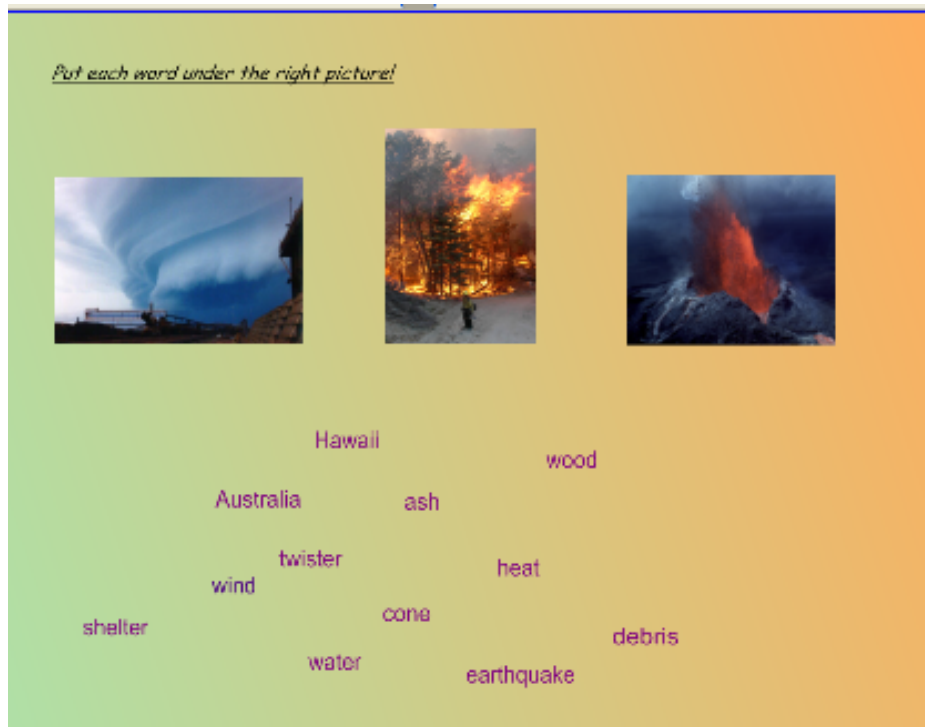 Put each word under the right picture!
Hawaii
wood
Australia
ash
twister
heat
wind
cone
shelter
debris
water
earthquake